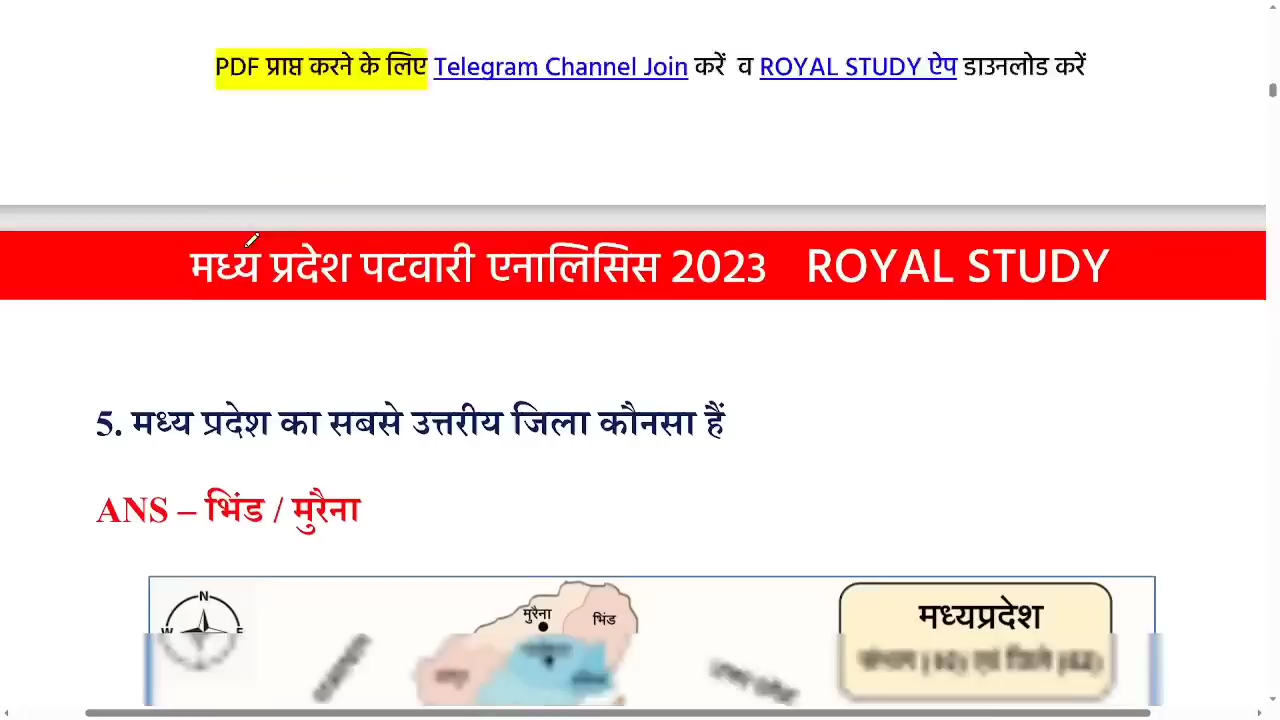 PDF प्राप्त करने के लिए Telegram Channel Join करें व ROYAL STUDY ऐप डाउनलोड करें
मध्य प्रदेश पटवारी एनालिसिस 2023 ROYAL STUDY
5. मध्य प्रदेश का सबसे उत्तरीय जिला कौनसा हैं
ANS – भिंड / मुरैना
N
मुरैना
भिंड
मध्यप्रदेश